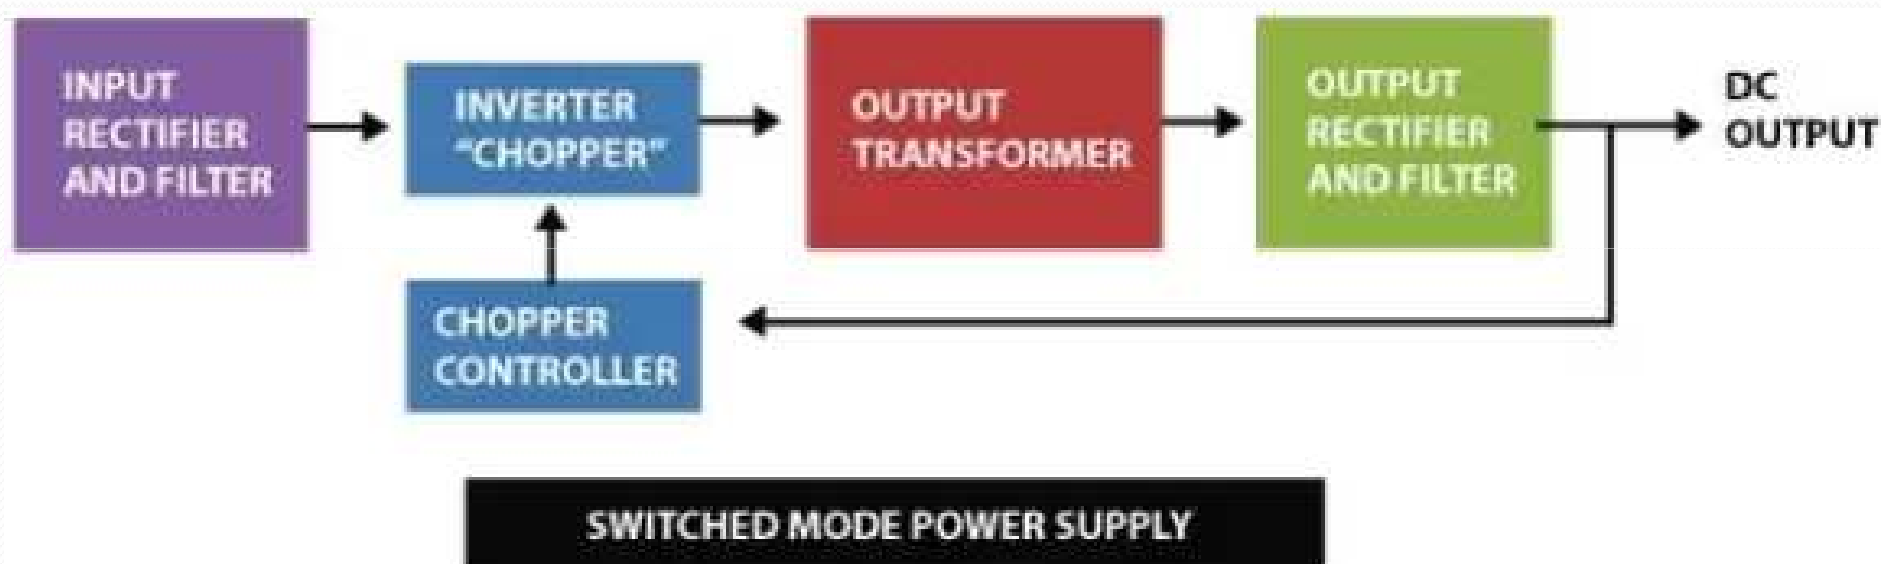 INPUT
RECTIFIER
AND FILTER
INVERTER
“CHOPPER”
OUTPUT
TRANSFORMER
OUTPUT
RECTIFIER
AND FILTER
DC
OUTPUT
CHOPPER
CONTROLLER
SWITCHED MODE POWER SUPPLY